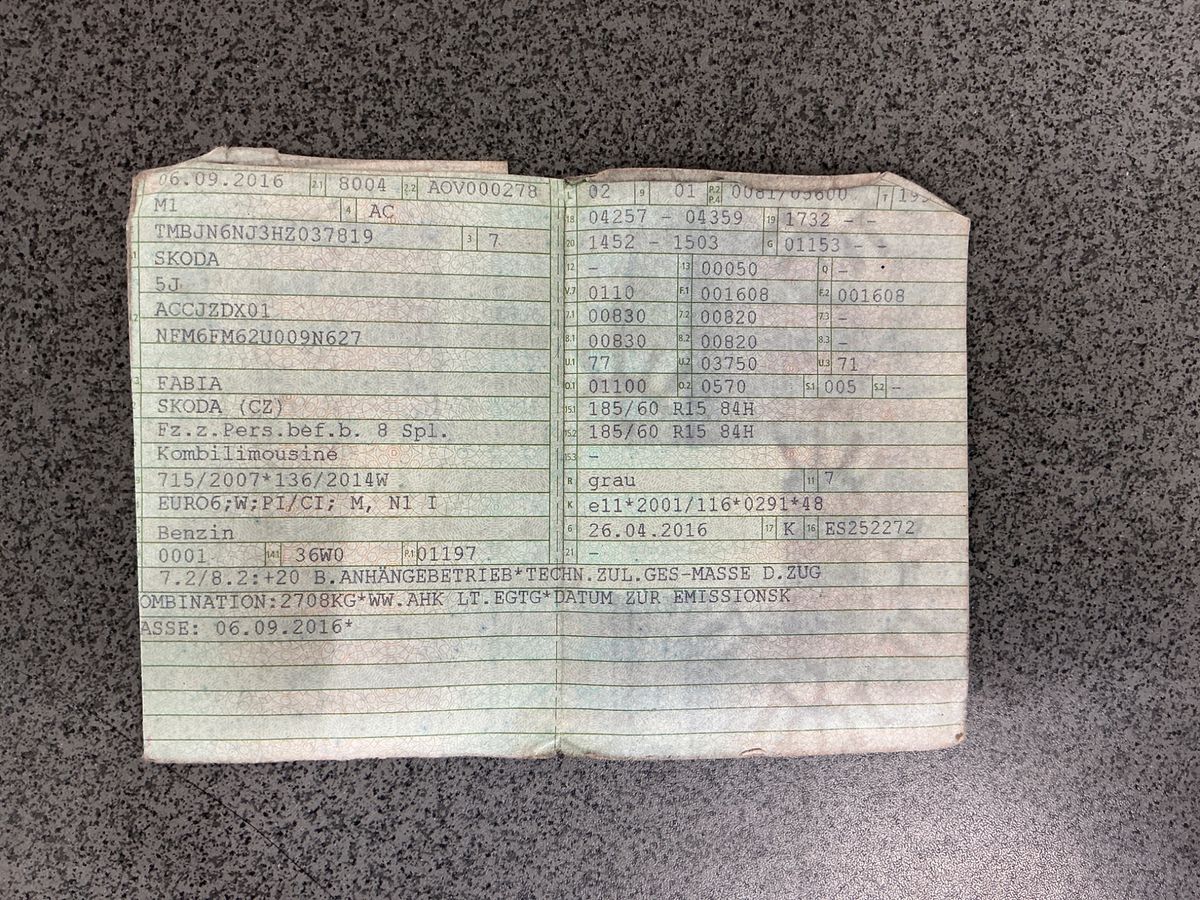 06.09.2016 2.1 8004 2.2 AOV000278
M1 4 AC
TMBJN6NJ3HZ037819 3 7
SKODA
5J
ACCJZDX01
NFM6FM62U009N627
FABIA
SKODA (CZ)
Fz.z.Pers.bef.b. 8 Spl.
Kombilimousine
715/2007*136/2014W
EURO6;W;PI/CI; M, N1 I
Benzin
0001 14.1 36W0 P.1 01197
L 02 9 01 P.2 P.4 0081/05600 T
18 04257 - 04359 19 1732 - -
20 1452 - 1503 G 01153 - -
12 - 13 00050 Q -
V.7 0110 F.1 001608 F.2 001608
7.1 00830 7.2 00820 7.3 -
8.1 00830 8.2 00820 8.3 -
U.1 77 U.2 03750 U.3 71
O.1 01100 O.2 0570 S.1 005 S.2 -
15.1 185/60 R15 84H
15.2 185/60 R15 84H
15.3 -
R grau 11 7
K e11*2001/116*0291*48
6 26.04.2016 17 K 16 ES252272
21 -
7.2/8.2:+20 B.ANHÄNGEBETRIEB*TECHN.ZUL.GES-MASSE D.ZUG
OMBINATION:2708KG*WW.AHK LT.EGTG*DATUM ZUR EMISSIONSK
ASSE: 06.09.2016*